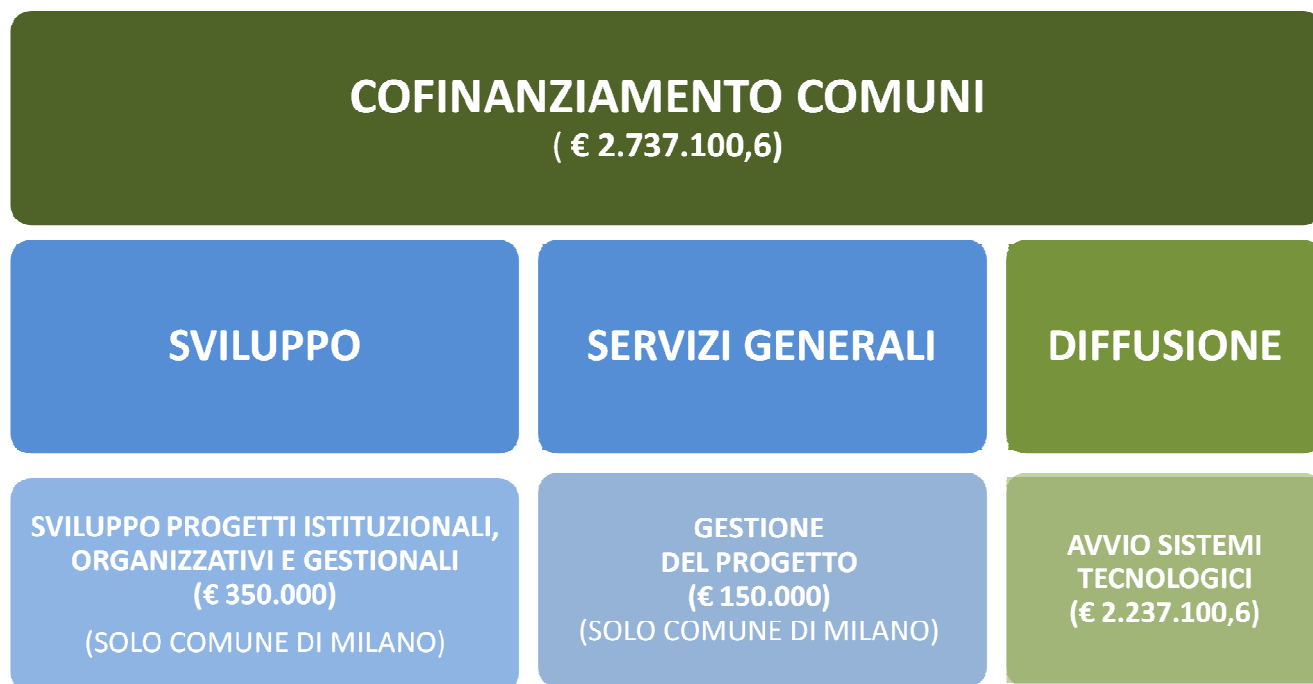 COFINANZIAMENTO COMUNI
( € 2.737.100,6)
SVILUPPO
SERVIZI GENERALI
DIFFUSIONE
SVILUPPO PROGETTI ISTITUZIONALI,
ORGANIZZATIVI E GESTIONALI
(€ 350.000)
(SOLO COMUNE DI MILANO)
GESTIONE
DEL PROGETTO
(€ 150.000)
(SOLO COMUNE DI MILANO)
AVVIO SISTEMI
TECNOLOGICI
(€ 2.237.100,6)